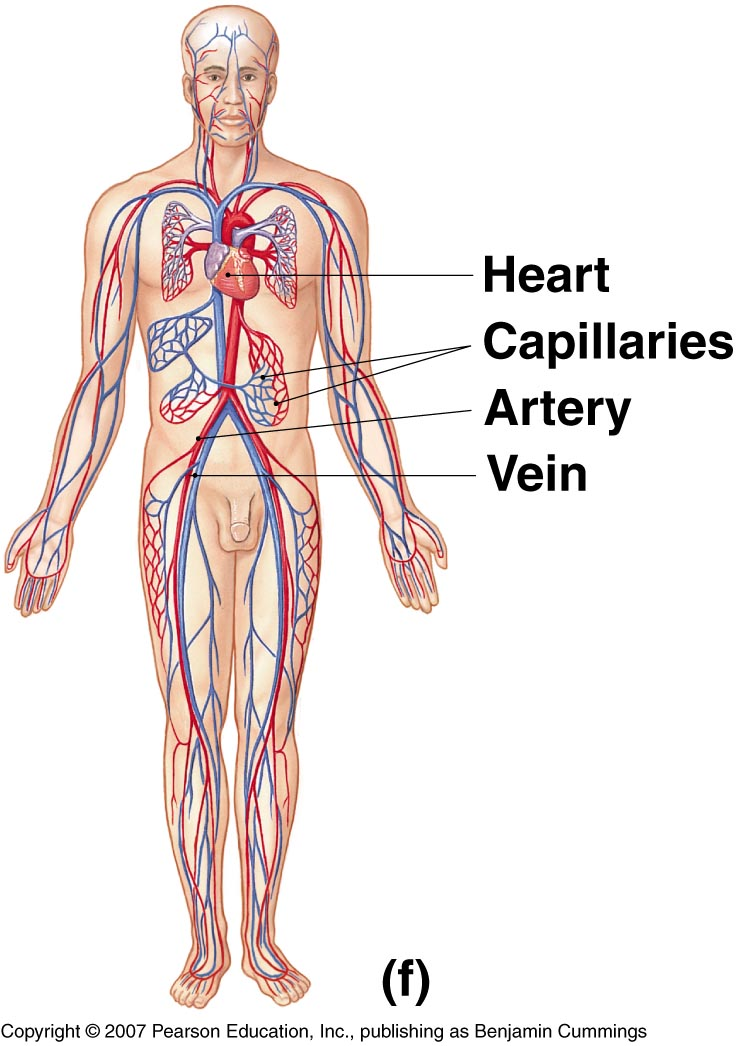 Heart
Capillaries
Artery
Vein
(f)
Copyright © 2007 Pearson Education, Inc., publishing as Benjamin Cummings